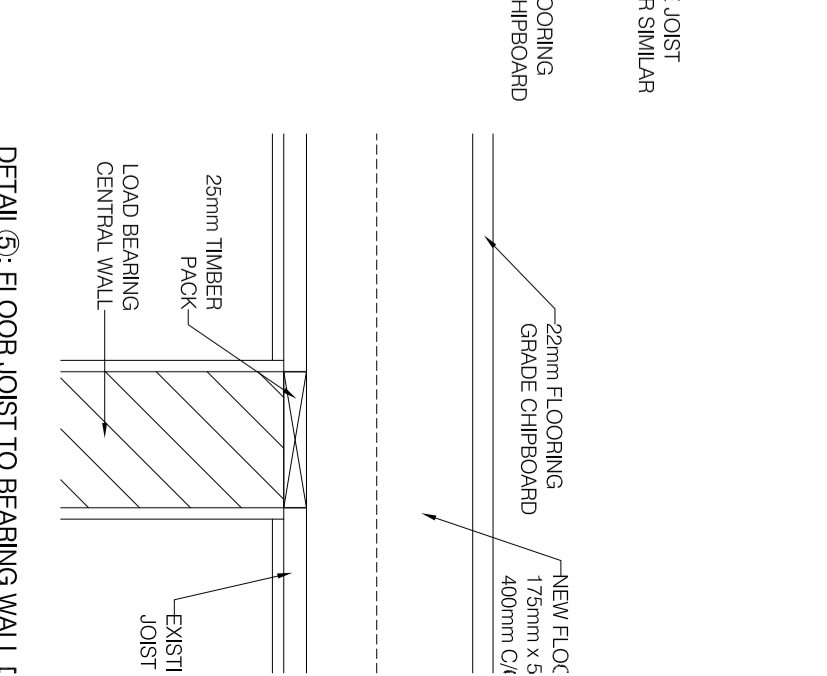 JOIST
R SIMILAR
OORING
HIPBOARD
22mm FLOORING
GRADE CHIPBOARD
NEW FLOO
175mm x 5
400mm C/
25mm TIMBER
PACK
LOAD BEARING
CENTRAL WALL
EXISTI
JOIST
DETAIL ⑤: FLOOR JOIST TO BEARING WALL